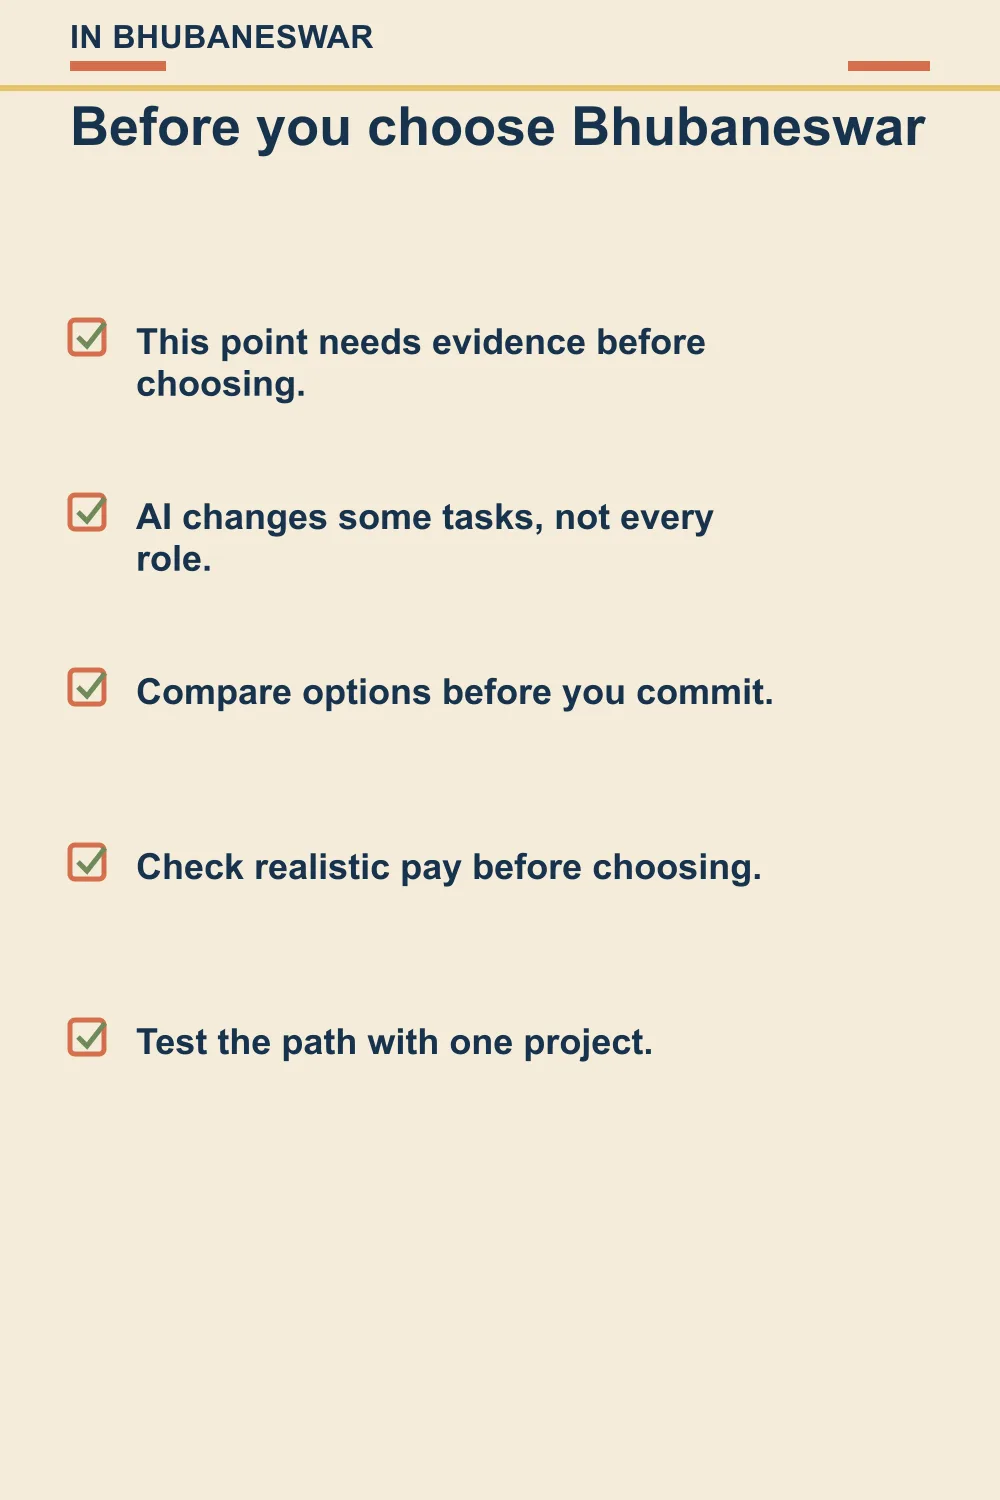 IN BHUBANESWAR
Before you choose Bhubaneswar
This point needs evidence before
choosing.
AI changes some tasks, not every
role.
Compare options before you commit.
Check realistic pay before choosing.
Test the path with one project.